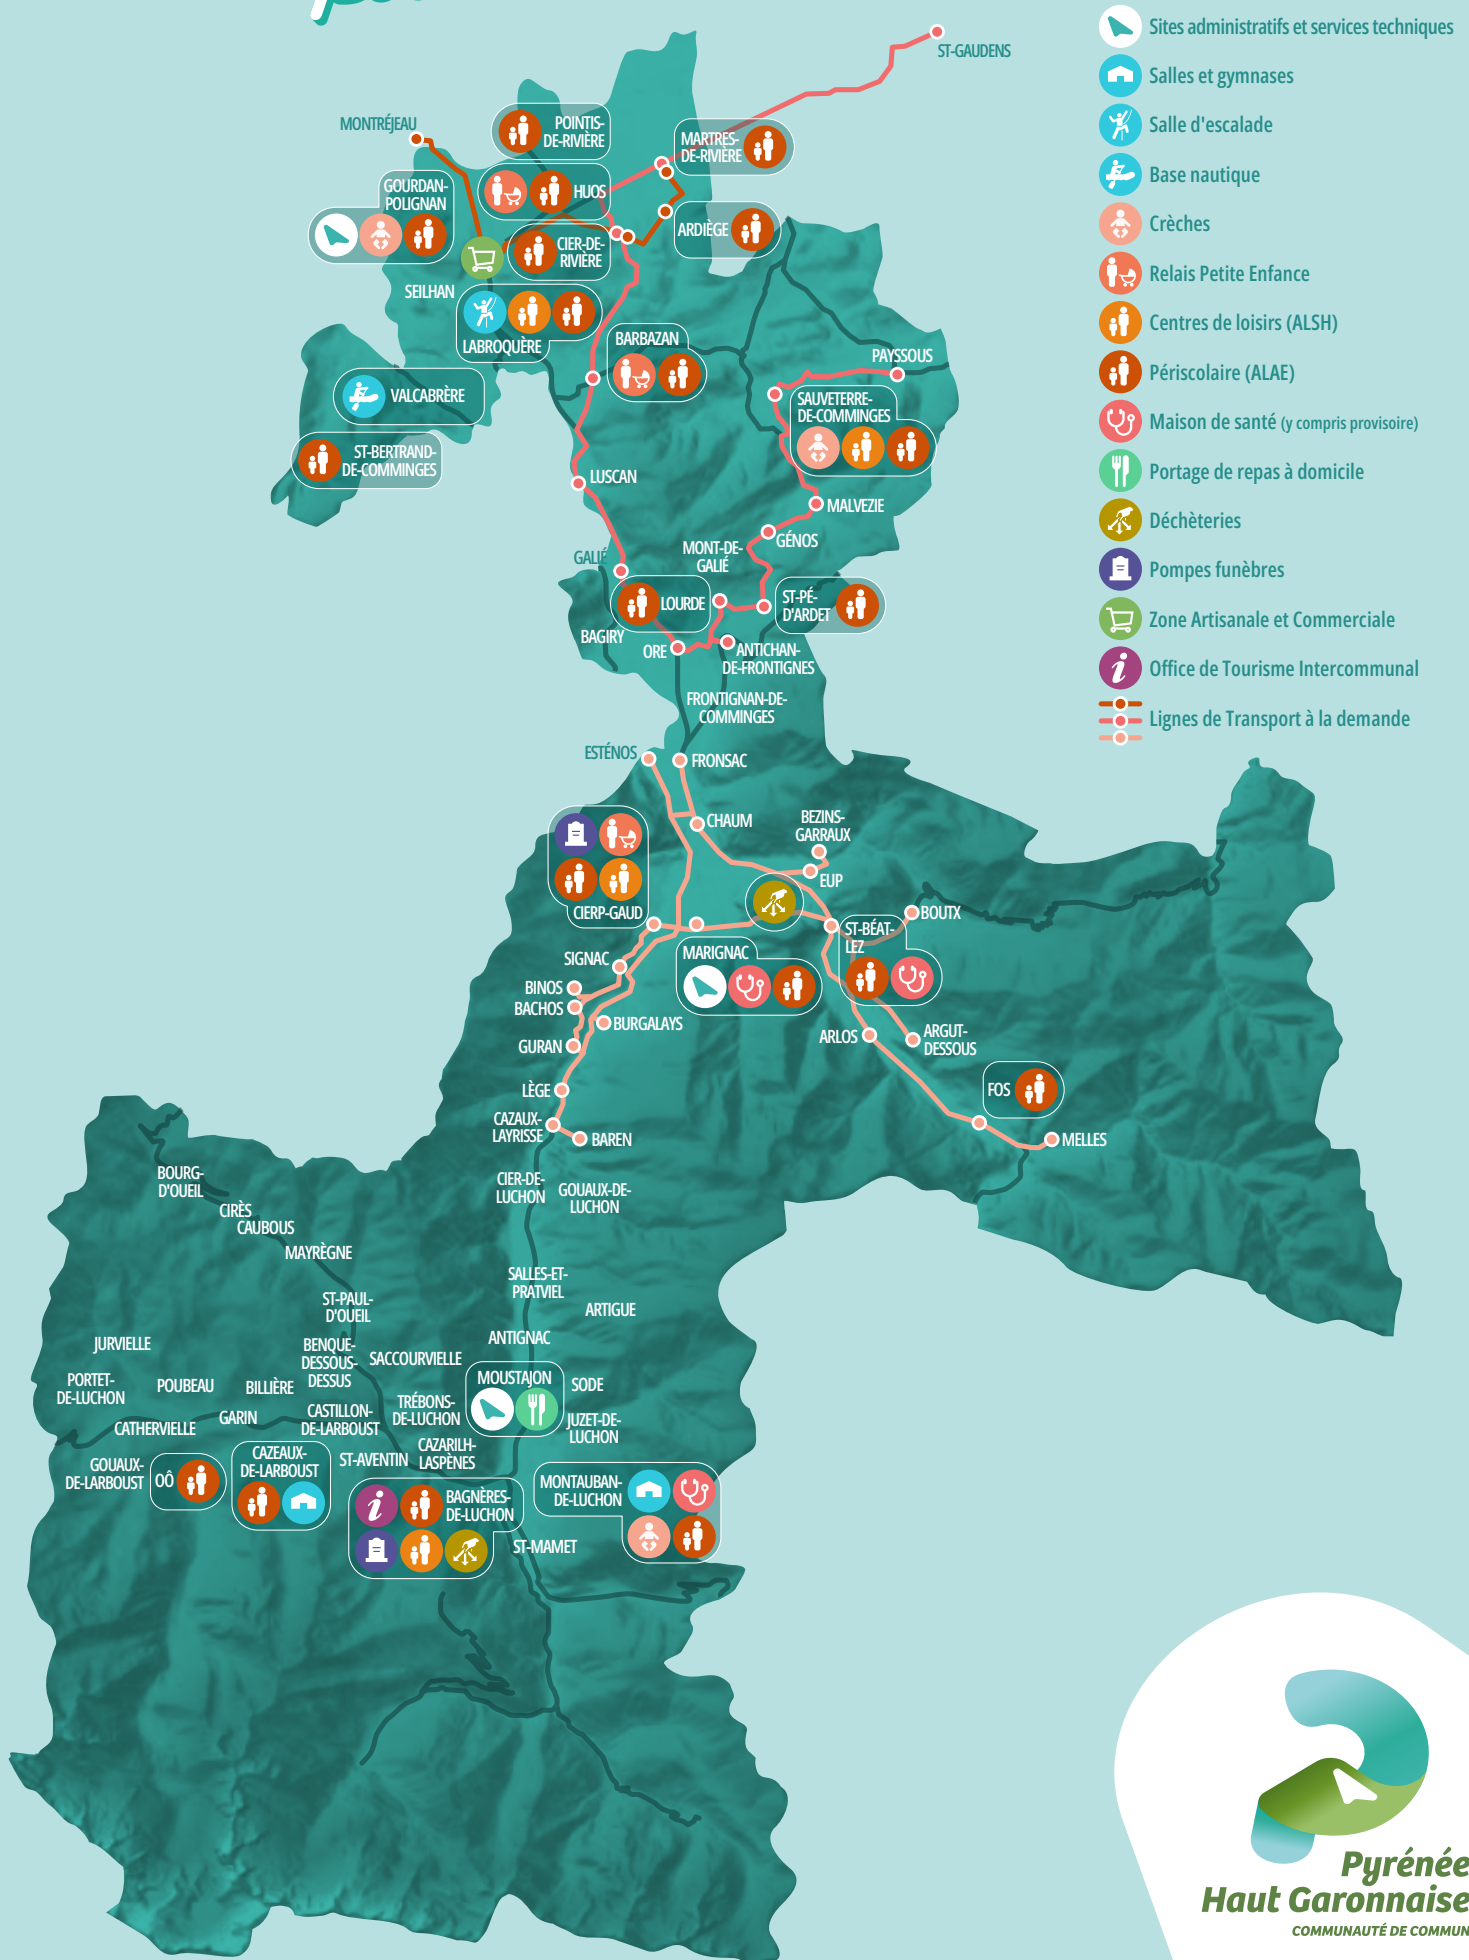 Sites administratifs et services techniques
Salles et gymnases
Salle d'escalade
Base nautique
Crèches
Relais Petite Enfance
Centres de loisirs (ALSH)
Périscolaire (ALAE)
Maison de santé (y compris provisoire)
Portage de repas à domicile
Déchèteries
Pompes funèbres
Zone Artisanale et Commerciale
Office de Tourisme Intercommunal
Lignes de Transport à la demande
ST-GAUDENS
MONTRÉJEAU
POINTIS-
DE-RIVIÈRE
MARTRES-
DE-RIVIÈRE
GOURDAN-
POLIGNAN
HUOS
ARDIÈGE
CIER-DE-
RIVIÈRE
SEILHAN
LABROQUÈRE
BARBAZAN
PAYSSOUS
VALCABRÈRE
SAUVETERRE-
DE-COMMINGES
ST-BERTRAND-
DE-COMMINGES
LUSCAN
MALVEZIE
GÉNOS
MONT-DE-
GALIÉ
GALIÉ
LOURDE
ST-PÉ-
D'ARDET
BAGIRY
ORE
ANTICHAN-
DE-FRONTIGNES
FRONTIGNAN-DE-
COMMINGES
ESTÉNOS
FRONSAC
CHAUM
BEZINS-
GARRAUX
EUP
CIERP-GAUD
BOUTX
ST-BÉAT-
LEZ
MARIGNAC
SIGNAC
BINOS
BACHOS
BURGALAYS
GURAN
ARLOS
ARGUT-
DESSOUS
LÈGE
FOS
CAZAUX-
LAYRISSE
BAREN
MELLES
BOURG-
D'OUEIL
CIER-DE-
LUCHON
GOUAUX-DE-
LUCHON
CIRÈS
CAUBOUS
MAYRÈGNE
SALLES-ET-
PRATVIEL
ST-PAUL-
D'OUEIL
ARTIGUE
ANTIGNAC
JURVIELLE
BENQUE-
DESSOUS-
DESSUS
SACCOURVIELLE
MOUSTAJON
PORTET-
DE-LUCHON
POUBEAU
BILLIÈRE
SODE
TRÉBONS-
DE-LUCHON
CASTILLON-
DE-LARBOUST
GARIN
CATHERVIELLE
JUZET-DE-
LUCHON
CAZARILH-
LASPÈNES
ST-AVENTIN
CAZEAUX-
DE-LARBOUST
GOUAUX-
DE-LARBOUST
OÔ
MONTAUBAN-
DE-LUCHON
BAGNÈRES-
DE-LUCHON
ST-MAMET
Pyrénée
Haut Garonnaise
COMMUNAUTÉ DE COMMUN